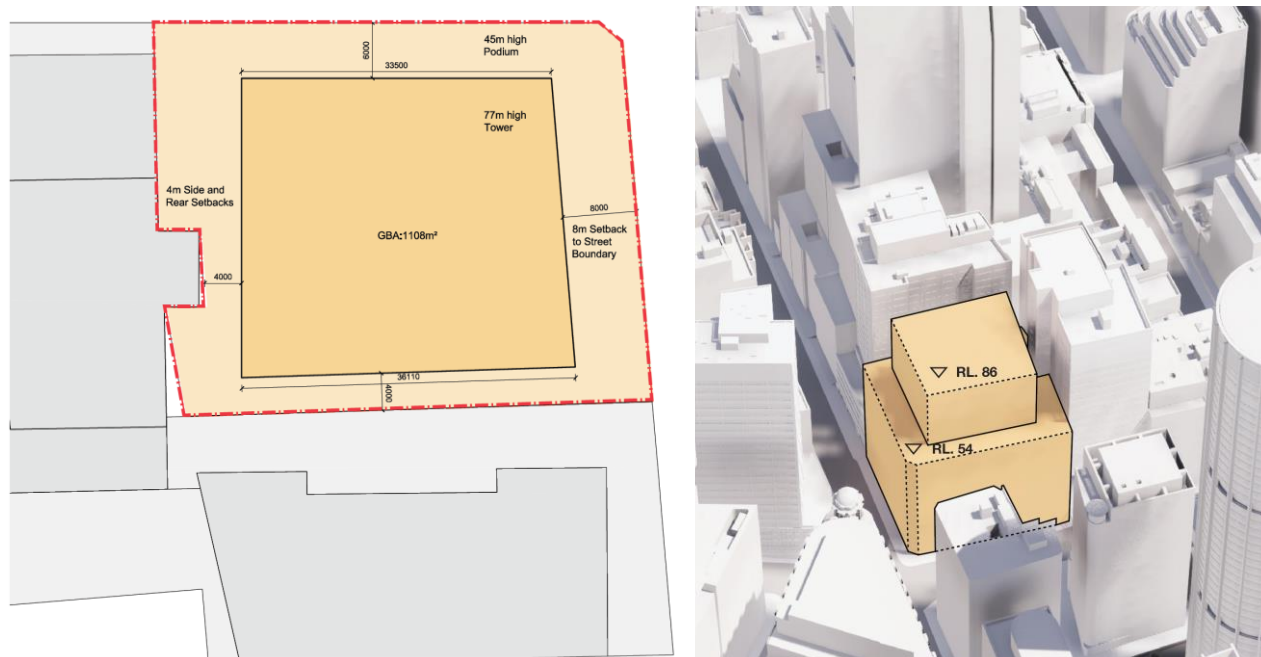 45m high
Podium
6000
33500
77m high
Tower
4m Side and
Rear Setbacks
8000
GBA:1108m²
8m Setback
to Street
Boundary
4000
36110
4000
RL. 86
RL. 54